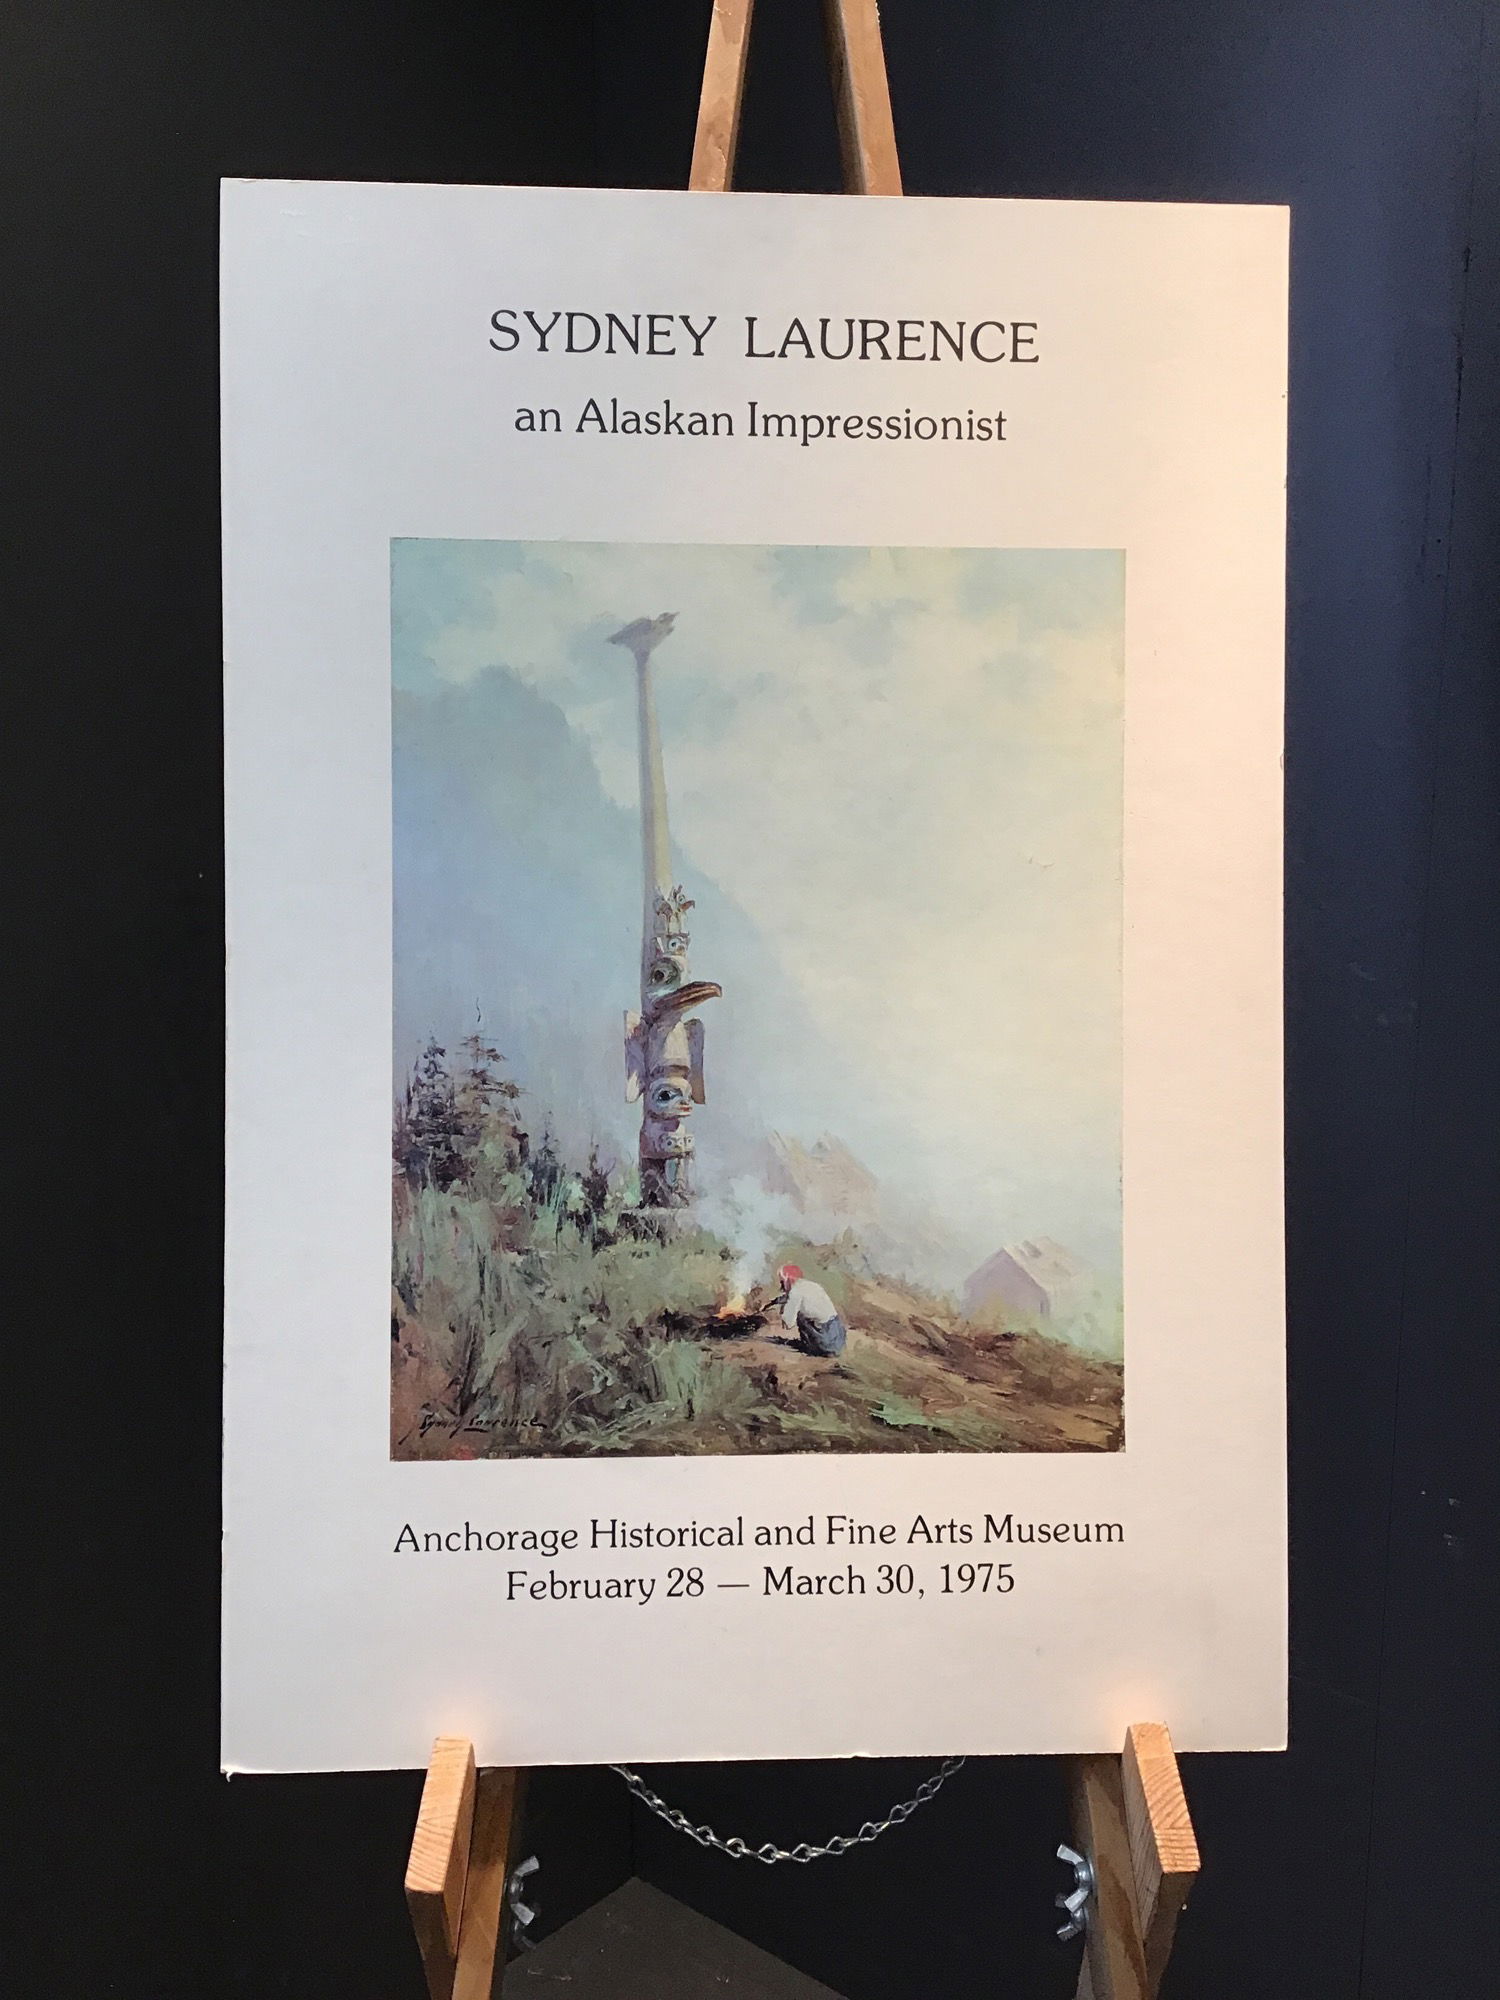 SYDNEY LAURENCE
an Alaskan Impressionist
Sydney Laurence
Anchorage Historical and Fine Arts Museum
February 28 — March 30, 1975